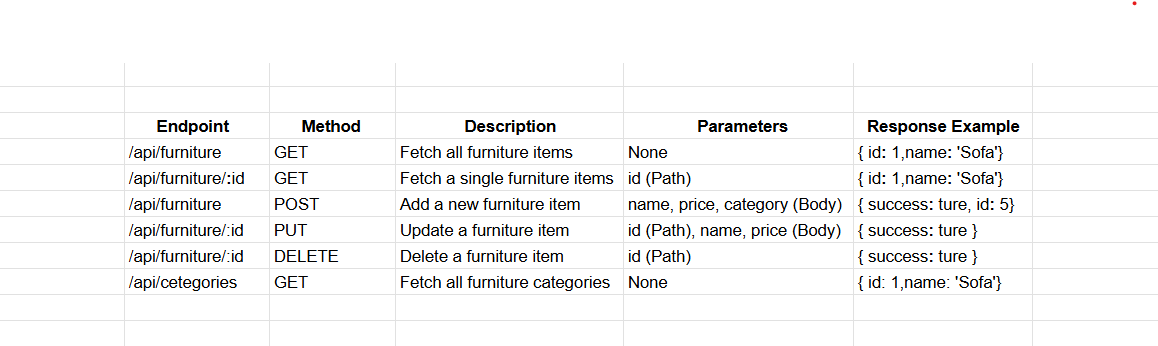 Endpoint Method Description Parameters Response Example
/api/furniture GET Fetch all furniture items None { id: 1,name: 'Sofa'}
/api/furniture/:id GET Fetch a single furniture items id (Path) { id: 1,name: 'Sofa'}
/api/furniture POST Add a new furniture item name, price, category (Body) { success: ture, id: 5}
/api/furniture/:id PUT Update a furniture item id (Path), name, price (Body) { success: ture }
/api/furniture/:id DELETE Delete a furniture item id (Path) { success: ture }
/api/cetegories GET Fetch all furniture categories None { id: 1,name: 'Sofa'}